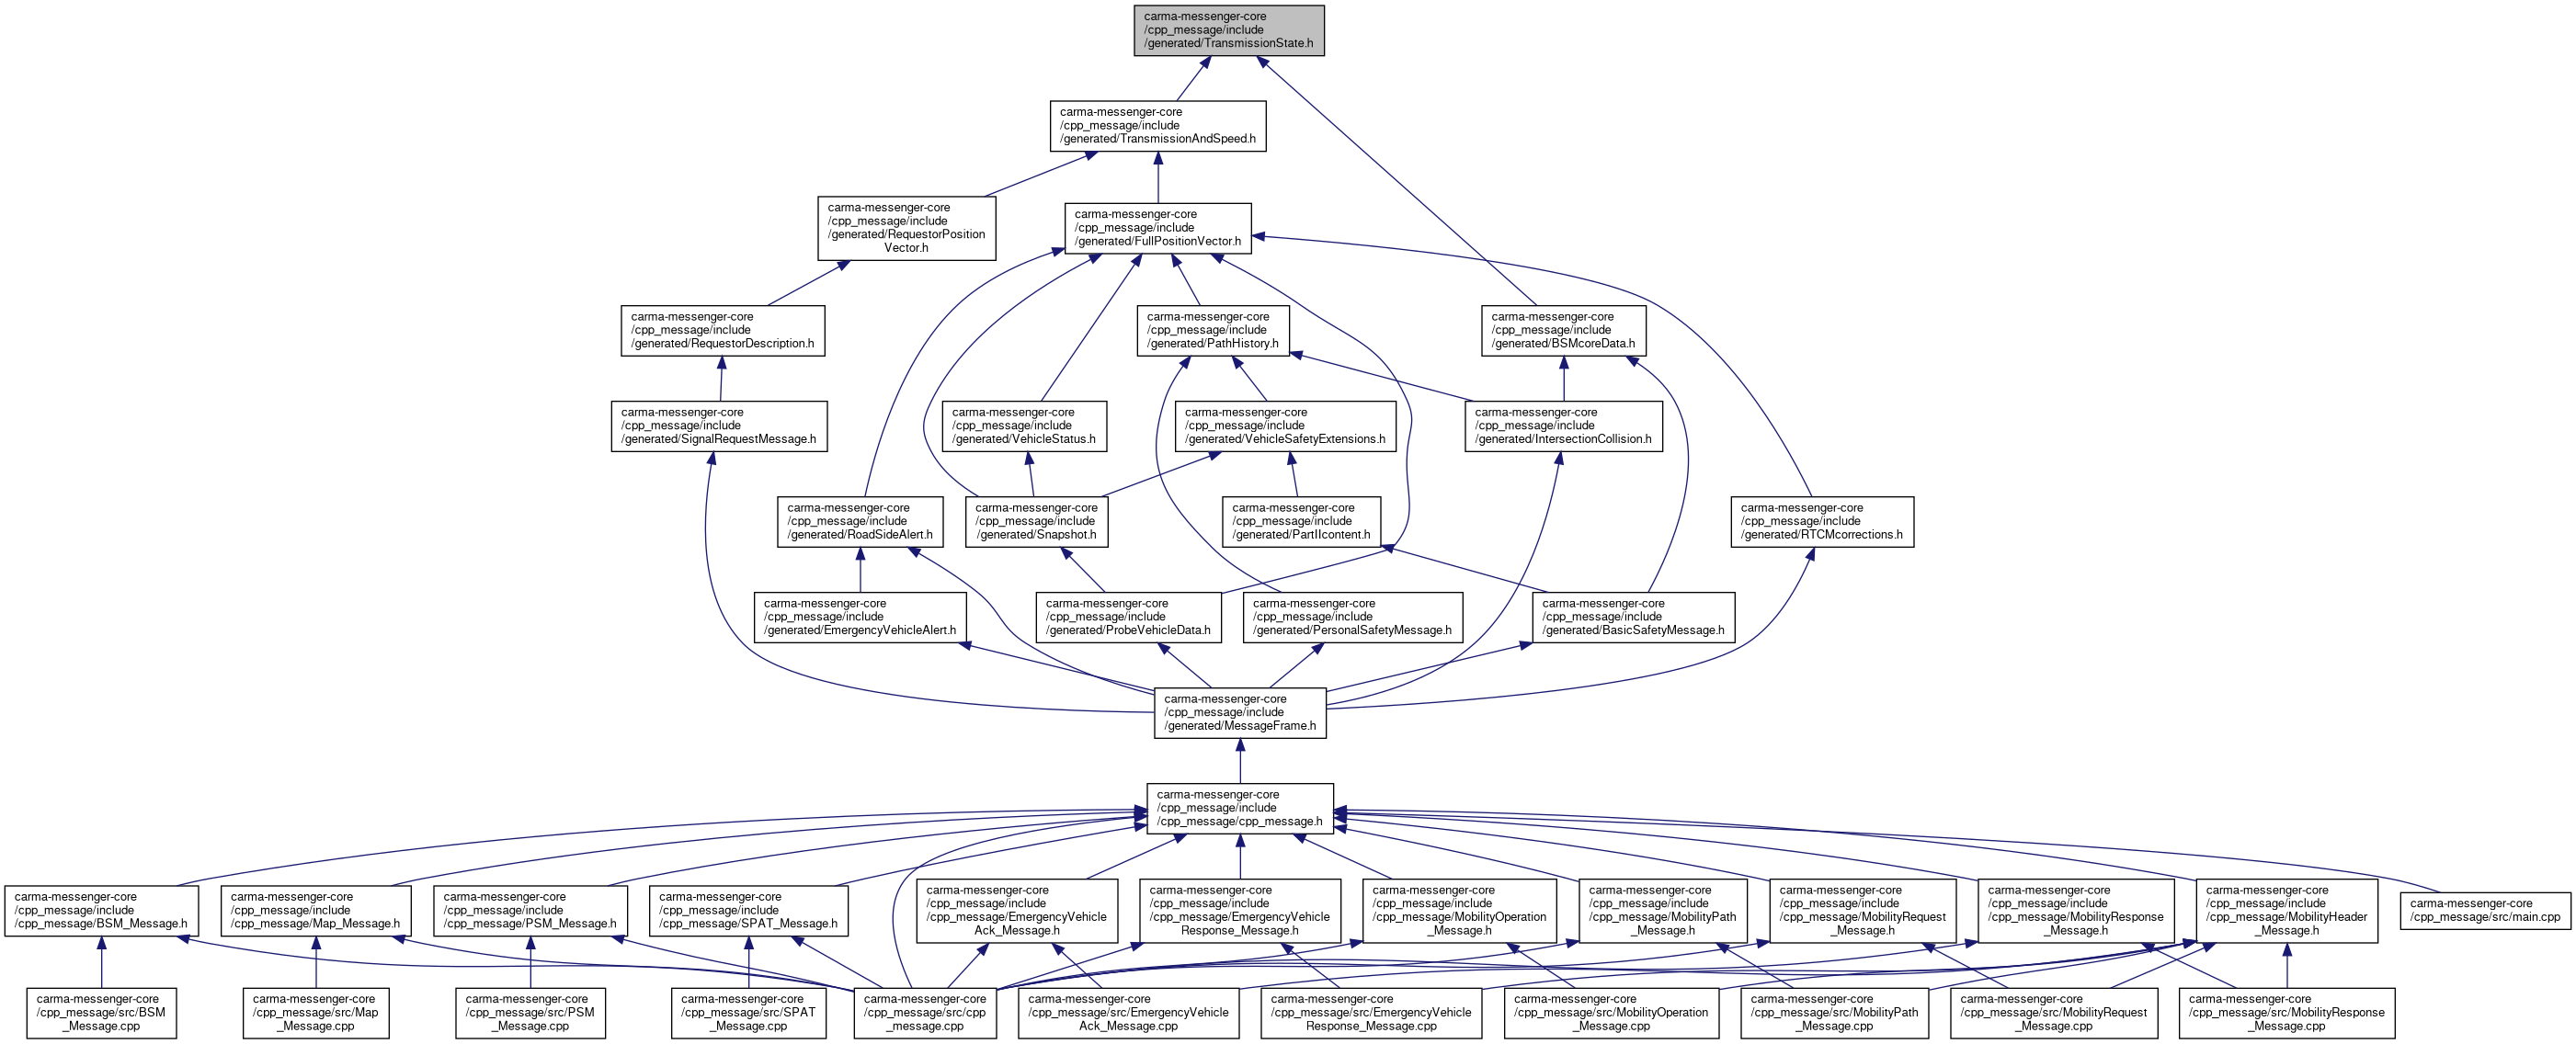 carma-messenger-core
/cpp_message/include
/generated/TransmissionState.h
carma-messenger-core
/cpp_message/include
/generated/TransmissionAndSpeed.h
carma-messenger-core
/cpp_message/include
/generated/RequestorPosition
Vector.h
carma-messenger-core
/cpp_message/include
/generated/FullPositionVector.h
carma-messenger-core
/cpp_message/include
/generated/RequestorDescription.h
carma-messenger-core
/cpp_message/include
/generated/PathHistory.h
carma-messenger-core
/cpp_message/include
/generated/BSMcoreData.h
carma-messenger-core
/cpp_message/include
/generated/SignalRequestMessage.h
carma-messenger-core
/cpp_message/include
/generated/VehicleStatus.h
carma-messenger-core
/cpp_message/include
/generated/VehicleSafetyExtensions.h
carma-messenger-core
/cpp_message/include
/generated/IntersectionCollision.h
carma-messenger-core
/cpp_message/include
/generated/RoadSideAlert.h
carma-messenger-core
/cpp_message/include
/generated/Snapshot.h
carma-messenger-core
/cpp_message/include
/generated/PartIIcontent.h
carma-messenger-core
/cpp_message/include
/generated/RTCMcorrections.h
carma-messenger-core
/cpp_message/include
/generated/EmergencyVehicleAlert.h
carma-messenger-core
/cpp_message/include
/generated/ProbeVehicleData.h
carma-messenger-core
/cpp_message/include
/generated/PersonalSafetyMessage.h
carma-messenger-core
/cpp_message/include
/generated/BasicSafetyMessage.h
carma-messenger-core
/cpp_message/include
/generated/MessageFrame.h
carma-messenger-core
/cpp_message/include
/cpp_message/cpp_message.h
carma-messenger-core
/cpp_message/include
/cpp_message/BSM_Message.h
carma-messenger-core
/cpp_message/include
/cpp_message/Map_Message.h
carma-messenger-core
/cpp_message/include
/cpp_message/PSM_Message.h
carma-messenger-core
/cpp_message/include
/cpp_message/SPAT_Message.h
carma-messenger-core
/cpp_message/include
/cpp_message/EmergencyVehicle
Ack_Message.h
carma-messenger-core
/cpp_message/include
/cpp_message/EmergencyVehicle
Response_Message.h
carma-messenger-core
/cpp_message/include
/cpp_message/MobilityOperation
_Message.h
carma-messenger-core
/cpp_message/include
/cpp_message/MobilityPath
_Message.h
carma-messenger-core
/cpp_message/include
/cpp_message/MobilityRequest
_Message.h
carma-messenger-core
/cpp_message/include
/cpp_message/MobilityResponse
_Message.h
carma-messenger-core
/cpp_message/include
/cpp_message/MobilityHeader
_Message.h
carma-messenger-core
/cpp_message/src/main.cpp
carma-messenger-core
/cpp_message/src/BSM
_Message.cpp
carma-messenger-core
/cpp_message/src/Map
_Message.cpp
carma-messenger-core
/cpp_message/src/PSM
_Message.cpp
carma-messenger-core
/cpp_message/src/SPAT
_Message.cpp
carma-messenger-core
/cpp_message/src/cpp
_message.cpp
carma-messenger-core
/cpp_message/src/EmergencyVehicle
Ack_Message.cpp
carma-messenger-core
/cpp_message/src/EmergencyVehicle
Response_Message.cpp
carma-messenger-core
/cpp_message/src/MobilityOperation
_Message.cpp
carma-messenger-core
/cpp_message/src/MobilityPath
_Message.cpp
carma-messenger-core
/cpp_message/src/MobilityRequest
_Message.cpp
carma-messenger-core
/cpp_message/src/MobilityResponse
_Message.cpp